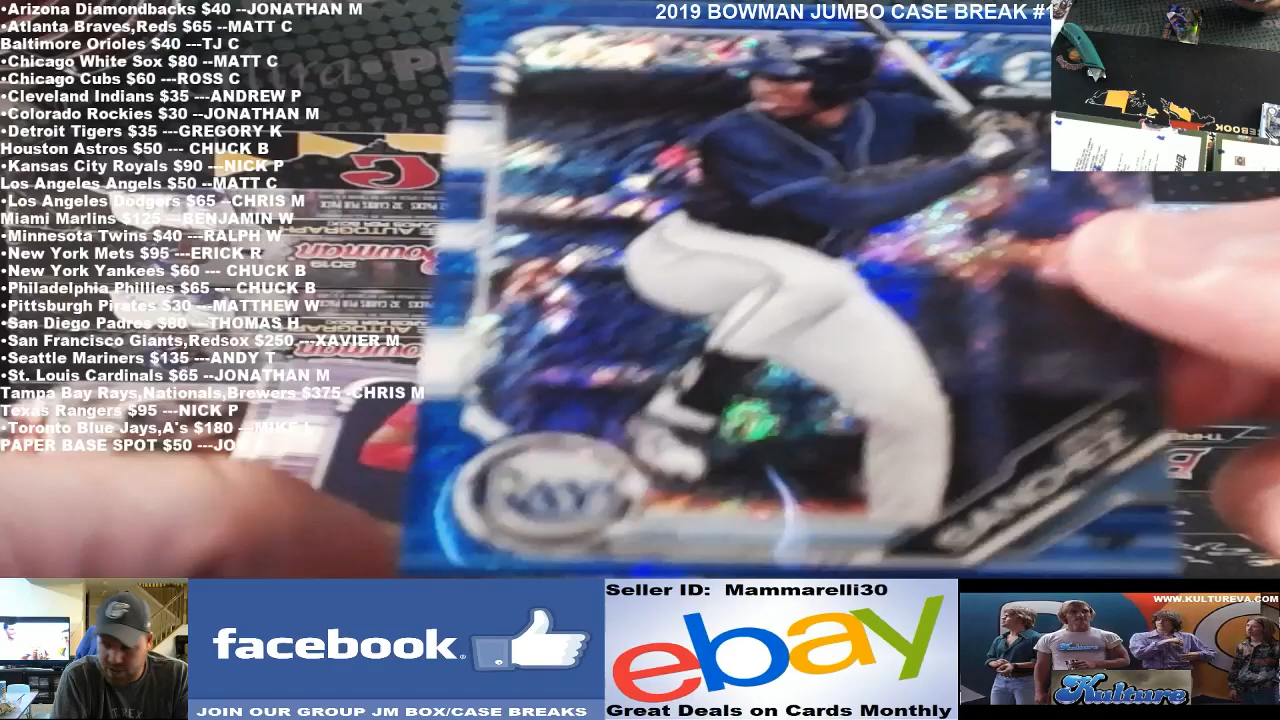 •Arizona Diamondbacks $40 --JONATHAN M
•Atlanta Braves,Reds $65 --MATT C
Baltimore Orioles $40 ---TJ C
•Chicago White Sox $80 --MATT C
•Chicago Cubs $60 ---ROSS C
•Cleveland Indians $35 ---ANDREW P
•Colorado Rockies $30 --JONATHAN M
•Detroit Tigers $35 ---GREGORY K
Houston Astros $50 --- CHUCK B
•Kansas City Royals $90 ---NICK P
Los Angeles Angels $50 --MATT C
•Los Angeles Dodgers $65 --CHRIS M
Miami Marlins $125 ---BENJAMIN W
•Minnesota Twins $40 ---RALPH W
•New York Mets $95 ---ERICK R
•New York Yankees $60 --- CHUCK B
•Philadelphia Phillies $65 --- CHUCK B
•Pittsburgh Pirates $30 ---MATTHEW W
•San Diego Padres $80 ---THOMAS H
•San Francisco Giants,Redsox $250 ---XAVIER M
•Seattle Mariners $135 ---ANDY T
•St. Louis Cardinals $65 --JONATHAN M
Tampa Bay Rays,Nationals,Brewers $375 -CHRIS M
Texas Rangers $95 ---NICK P
•Toronto Blue Jays,A's $180 ---MIKE L
PAPER BASE SPOT $50 ---JO
2019 BOWMAN JUMBO CASE BREAK #1
Bowman
RAYS
SANCHEZ
facebook
JOIN OUR GROUP JM BOX/CASE BREAKS
Seller ID: Mammarelli30
ebay
Great Deals on Cards Monthly
WWW.KULTUREVA.COM
Kulture